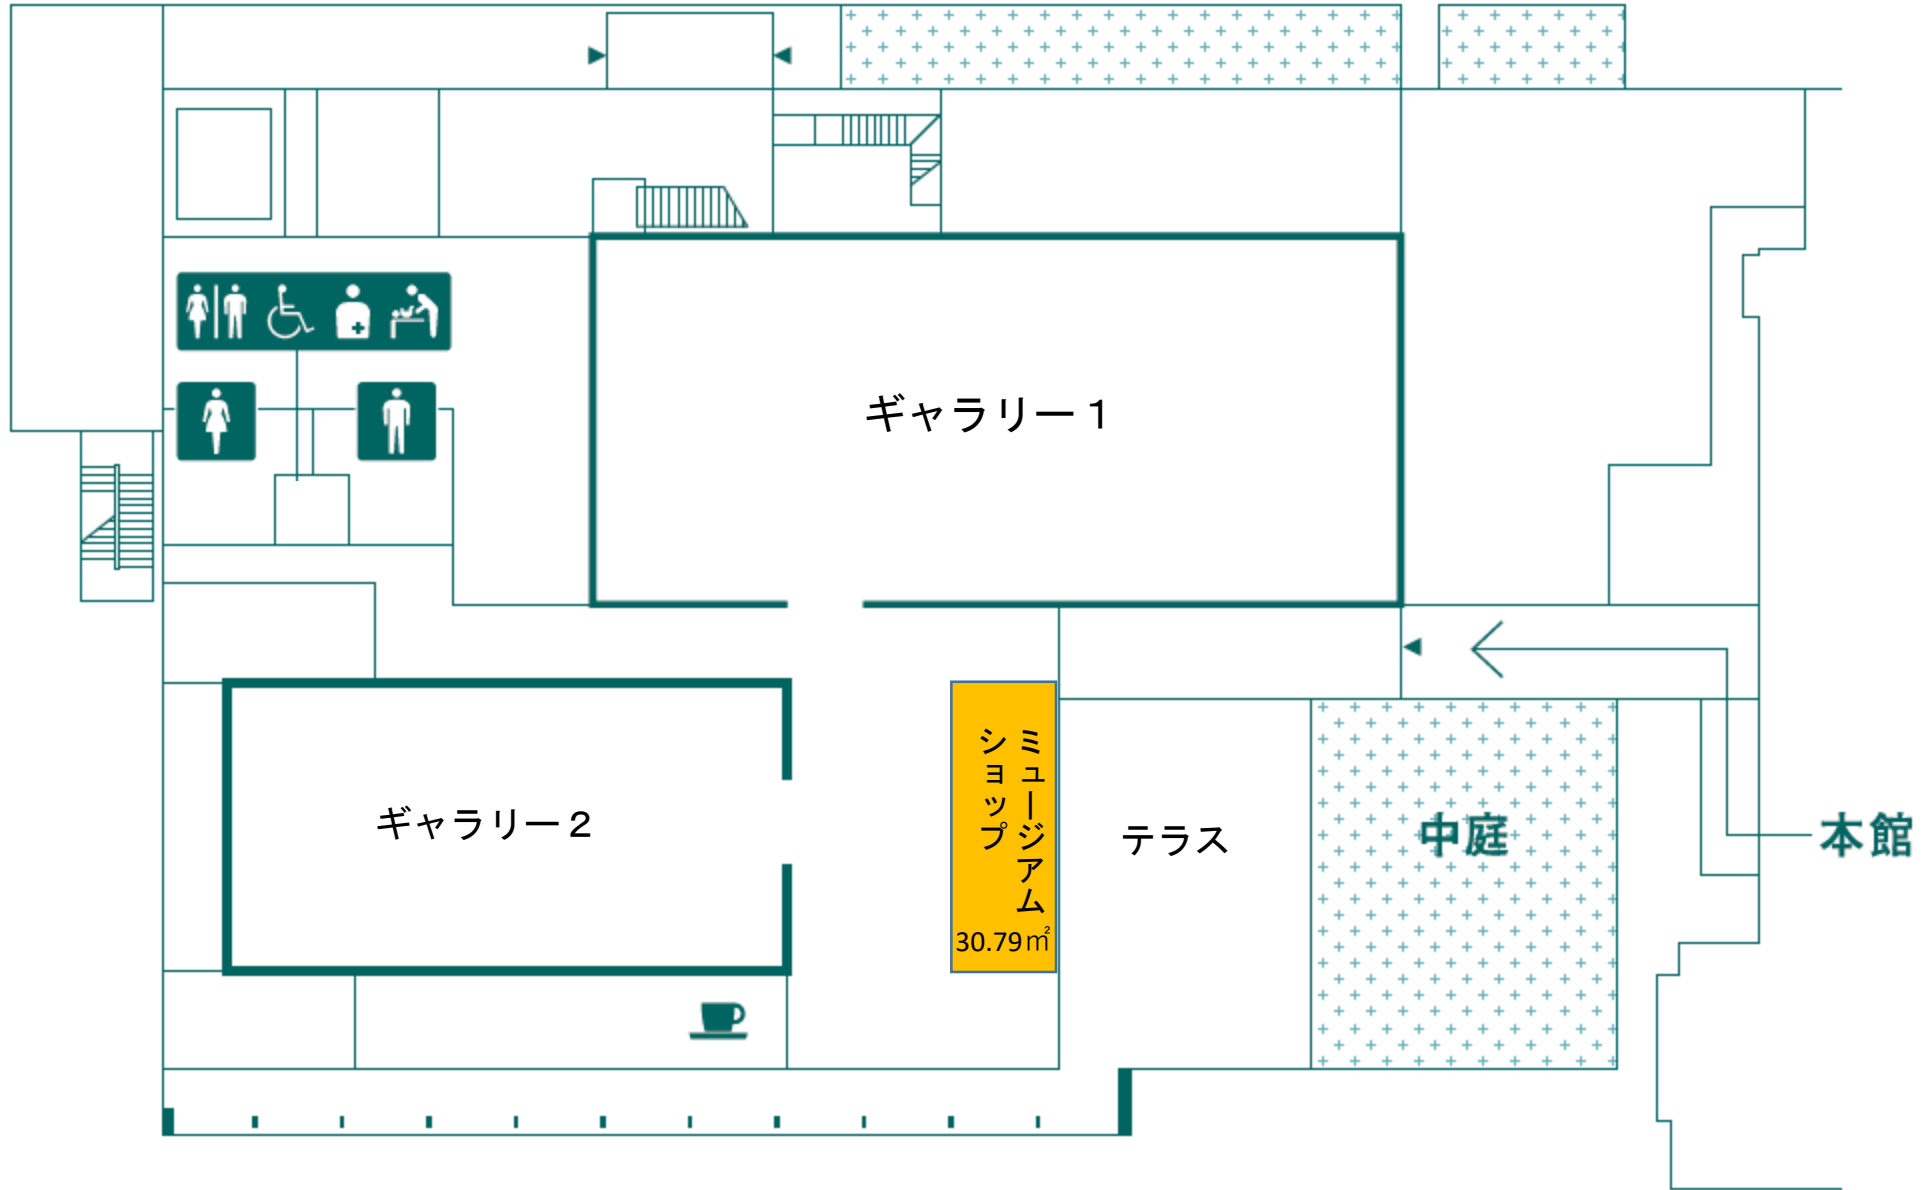 ギャラリー１
ギャラリー２
ミュージアム
ショップ
30.79㎡
テラス
中庭
本館